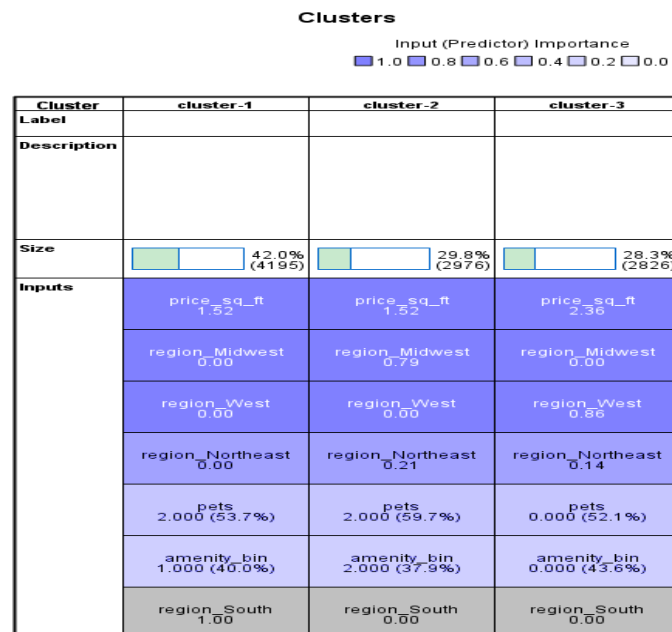 Clusters
Input (Predictor) Importance
1.0 0.8 0.6 0.4 0.2 0.0
Cluster cluster-1 cluster-2 cluster-3
Label
Description
Size 42.0% 29.8% 28.3%
(4195) (2976) (2826)
Inputs price_sq_ft price_sq_ft price_sq_ft
1.52 1.52 2.36
region_Midwest region_Midwest region_Midwest
0.00 0.79 0.00
region_West region_West region_West
0.00 0.00 0.86
region_Northeast region_Northeast region_Northeast
0.00 0.21 0.14
pets pets pets
2.000 (53.7%) 2.000 (59.7%) 0.000 (52.1%)
amenity_bin amenity_bin amenity_bin
1.000 (40.0%) 2.000 (37.9%) 0.000 (43.6%)
region_South region_South region_South
1.00 0.00 0.00